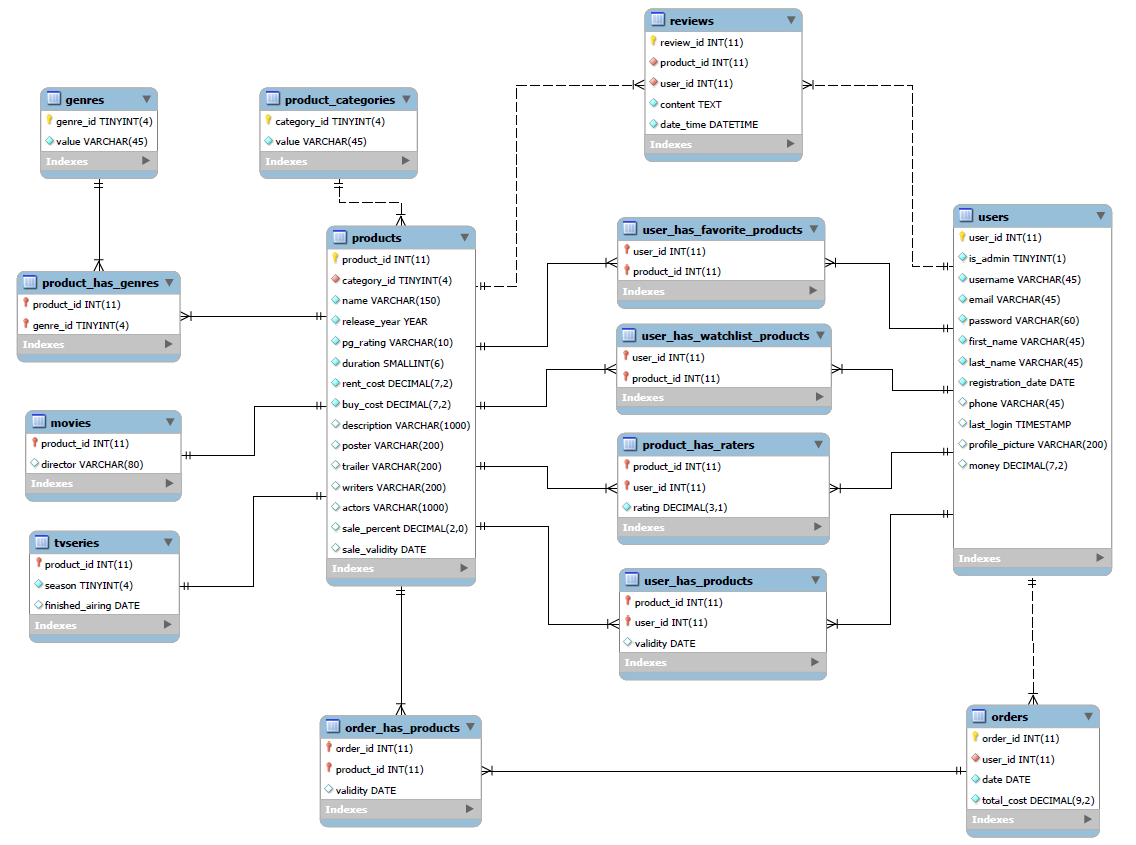 reviews
review_id INT(11)
product_id INT(11)
user_id INT(11)
content TEXT
date_time DATETIME
Indexes
genres
genre_id TINYINT(4)
value VARCHAR(45)
Indexes
product_categories
category_id TINYINT(4)
value VARCHAR(45)
Indexes
products
product_id INT(11)
category_id TINYINT(4)
name VARCHAR(150)
release_year YEAR
pg_rating VARCHAR(10)
duration SMALLINT(6)
rent_cost DECIMAL(7,2)
buy_cost DECIMAL(7,2)
description VARCHAR(1000)
poster VARCHAR(200)
trailer VARCHAR(200)
writers VARCHAR(200)
actors VARCHAR(1000)
sale_percent DECIMAL(2,0)
sale_validity DATE
Indexes
user_has_favorite_products
user_id INT(11)
product_id INT(11)
Indexes
users
user_id INT(11)
is_admin TINYINT(1)
username VARCHAR(45)
email VARCHAR(45)
password VARCHAR(60)
first_name VARCHAR(45)
last_name VARCHAR(45)
registration_date DATE
phone VARCHAR(45)
last_login TIMESTAMP
profile_picture VARCHAR(200)
money DECIMAL(7,2)
Indexes
product_has_genres
product_id INT(11)
genre_id TINYINT(4)
Indexes
user_has_watchlist_products
user_id INT(11)
product_id INT(11)
Indexes
movies
product_id INT(11)
director VARCHAR(80)
Indexes
product_has_raters
product_id INT(11)
user_id INT(11)
rating DECIMAL(3,1)
Indexes
tvseries
product_id INT(11)
season TINYINT(4)
finished_airing DATE
Indexes
user_has_products
product_id INT(11)
user_id INT(11)
validity DATE
Indexes
order_has_products
order_id INT(11)
product_id INT(11)
validity DATE
Indexes
orders
order_id INT(11)
user_id INT(11)
date DATE
total_cost DECIMAL(9,2)
Indexes